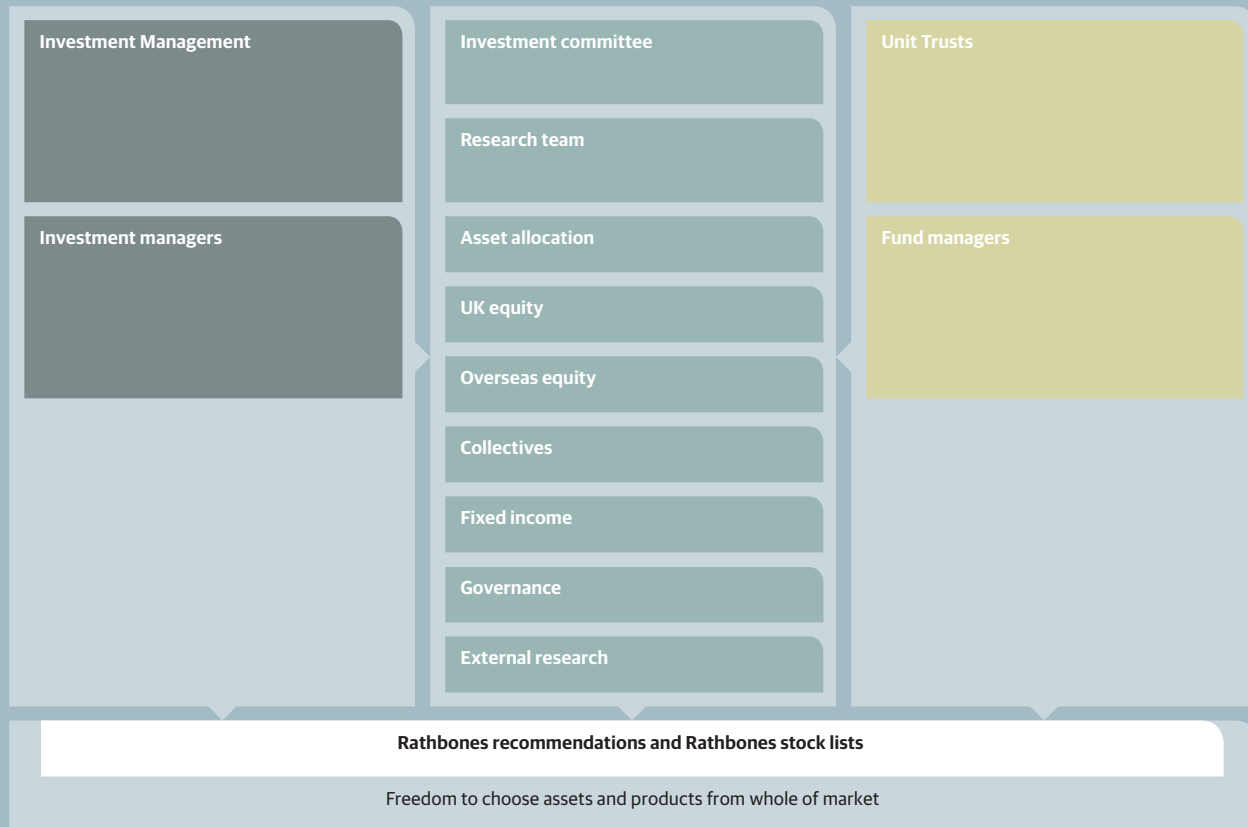 Investment Management
Investment managers
Investment committee
Research team
Asset allocation
UK equity
Overseas equity
Collectives
Fixed income
Governance
External research
Unit Trusts
Fund managers
Rathbones recommendations and Rathbones stock lists
Freedom to choose assets and products from whole of market